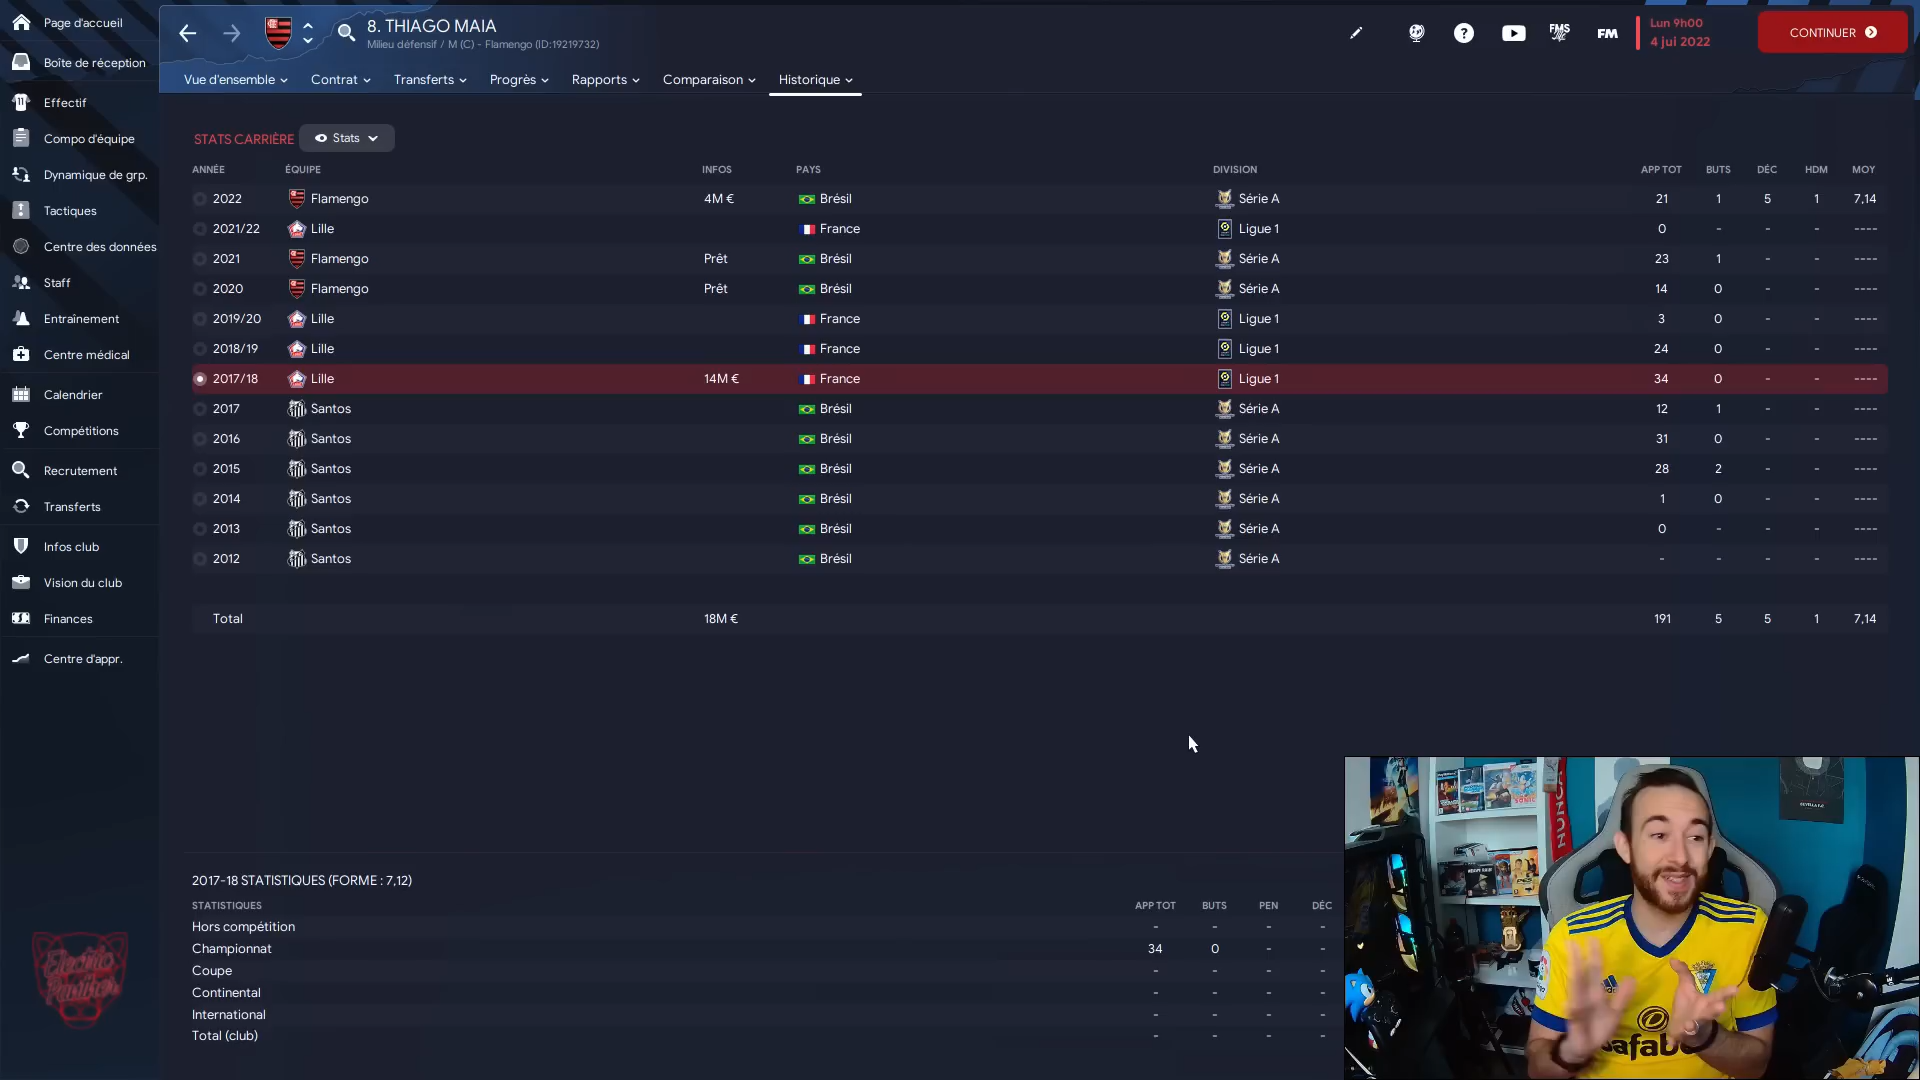 Page d'accueil
Boîte de réception
Effectif
Compo d'équipe
Dynamique de grp.
Tactiques
Centre des données
Staff
Entraînement
Centre médical
Calendrier
Compétitions
Recrutement
Transferts
Infos club
Vision du club
Finances
Centre d'appr.
Electric
Panther
8. THIAGO MAIA
Milieu défensif / M (C) - Flamengo (ID:19219732)
FMS
FM
Lun 9h00
4 jui 2022
CONTINUER
Vue d'ensemble Contrat Transferts Progrès Rapports Comparaison Historique
STATS CARRIÈRE Stats
ANNÉE ÉQUIPE INFOS PAYS DIVISION APP TOT BUTS DÉC HDM MOY
2022 Flamengo 4M € Brésil Série A 21 1 5 1 7,14
2021/22 Lille France Ligue 1 0 - - - ----
2021 Flamengo Prêt Brésil Série A 23 1 - - ----
2020 Flamengo Prêt Brésil Série A 14 0 - - ----
2019/20 Lille France Ligue 1 3 0 - - ----
2018/19 Lille France Ligue 1 24 0 - - ----
2017/18 Lille 14M € France Ligue 1 34 0 - - ----
2017 Santos Brésil Série A 12 1 - - ----
2016 Santos Brésil Série A 31 0 - - ----
2015 Santos Brésil Série A 28 2 - - ----
2014 Santos Brésil Série A 1 0 - - ----
2013 Santos Brésil Série A 0 - - - ----
2012 Santos Brésil Série A - - - - ----
Total 18M € 191 5 5 1 7,14
2017-18 STATISTIQUES (FORME : 7,12)
STATISTIQUES APP TOT BUTS PEN DÉC
Hors compétition - - - -
Championnat 34 0 - -
Coupe - - - -
Continental - - - -
International - - - -
Total (club) - - - -
NUNCA
SONIC